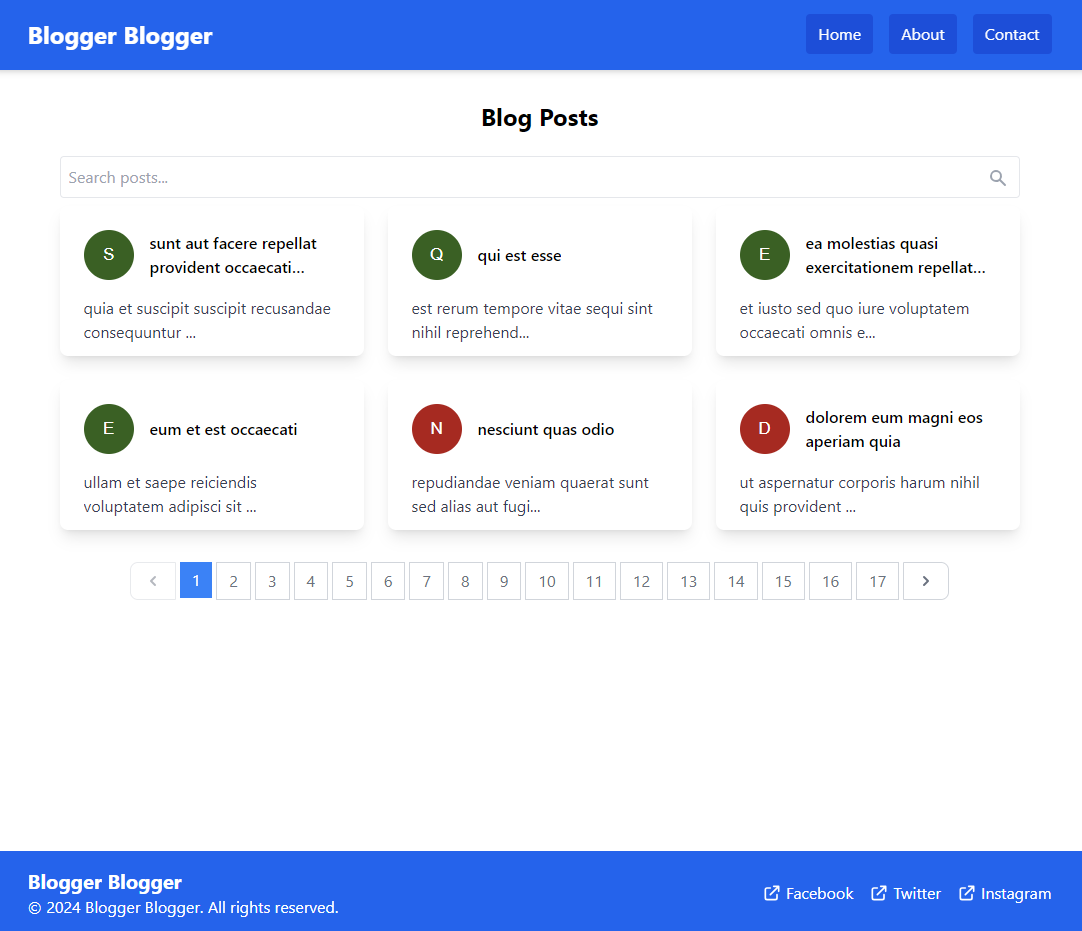 Blogger Blogger
Home
About
Contact
Blog Posts
Search posts...
S
sunt aut facere repellat
provident occaecati...
quia et suscipit suscipit recusandae
consequuntur ...
Q
qui est esse
est rerum tempore vitae sequi sint
nihil reprehend...
E
ea molestias quasi
exercitationem repellat...
et iusto sed quo iure voluptatem
occaecati omnis e...
E
eum et est occaecati
ullam et saepe reiciendis
voluptatem adipisci sit ...
N
nesciunt quas odio
repudiandae veniam quaerat sunt
sed alias aut fugi...
D
dolorem eum magni eos
aperiam quia
ut aspernatur corporis harum nihil
quis provident ...
1 2 3 4 5 6 7 8 9 10 11 12 13 14 15 16 17
Blogger Blogger
© 2024 Blogger Blogger. All rights reserved.
Facebook
Twitter
Instagram